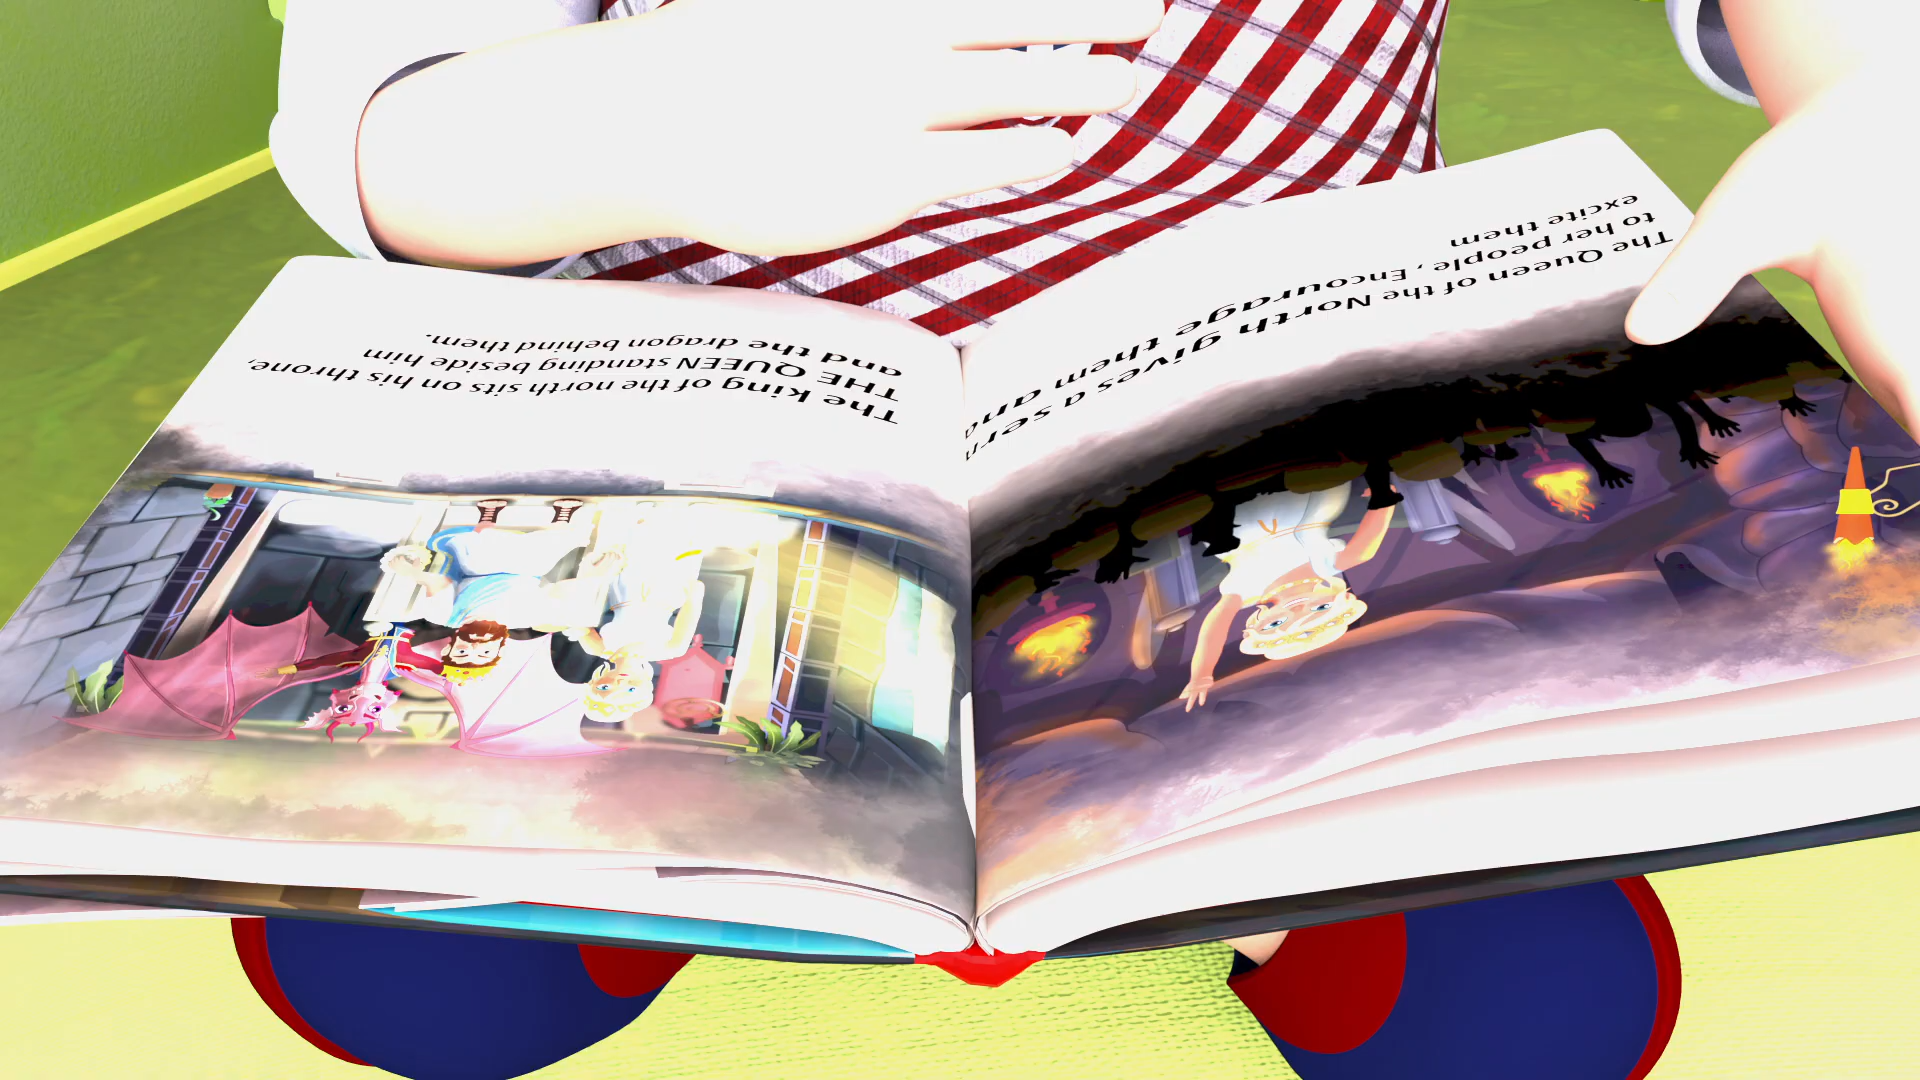 The Queen of the North gives a
to her people , Encourage them and
excite them
The king of the north sits on his throne,
THE QUEEN standing beside him
and the dragon behind them.